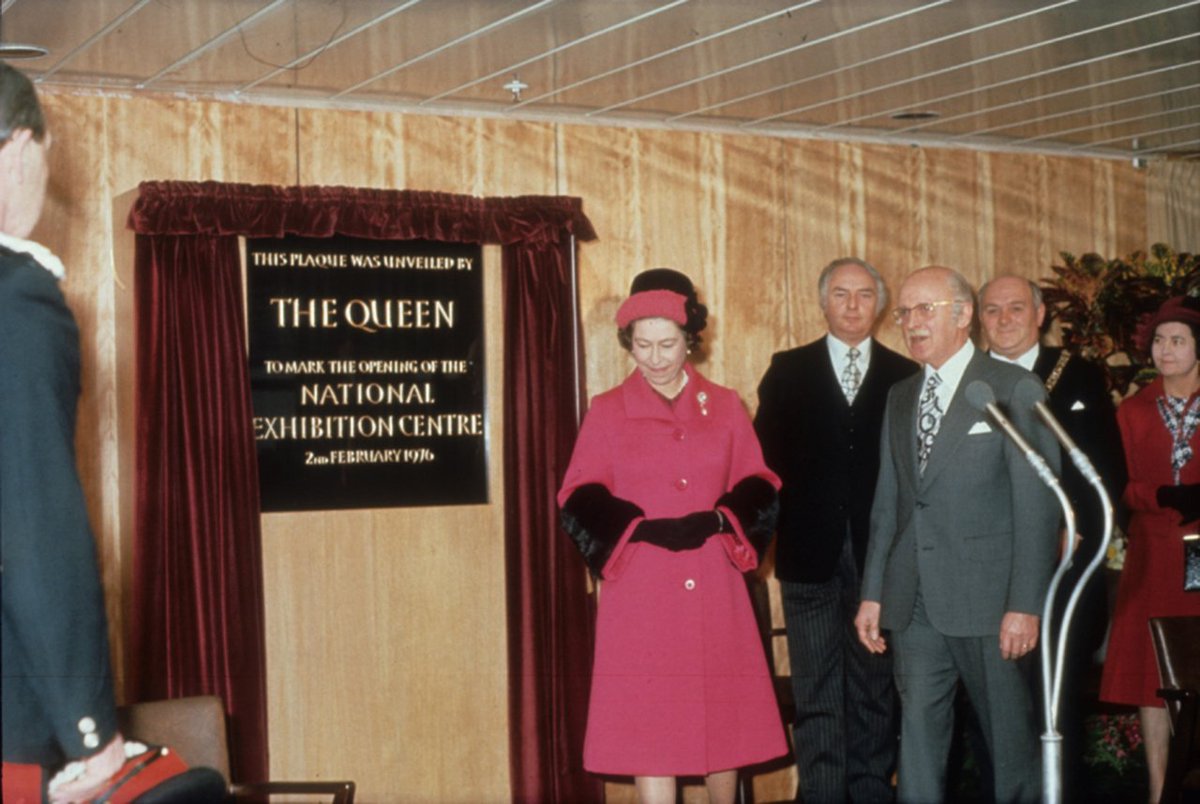 THIS PLAQUE WAS UNVEILED BY
THE QUEEN
TO MARK THE OPENING OF THE
NATIONAL
EXHIBITION CENTRE
2ND FEBRUARY 1976